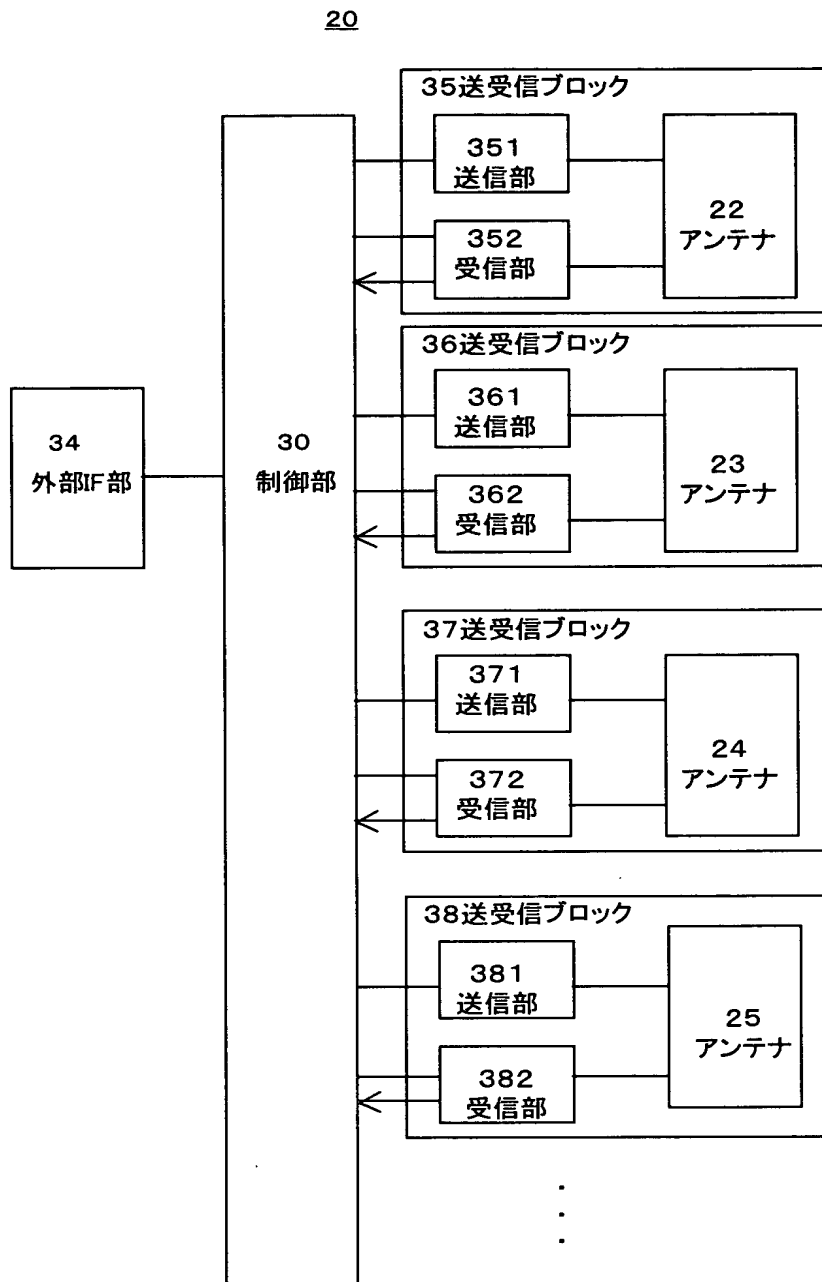 20
35送受信ブロック
351
送信部
352
受信部
22
アンテナ
36送受信ブロック
361
送信部
362
受信部
23
アンテナ
34
外部IF部
30
制御部
37送受信ブロック
371
送信部
372
受信部
24
アンテナ
38送受信ブロック
381
送信部
382
受信部
25
アンテナ